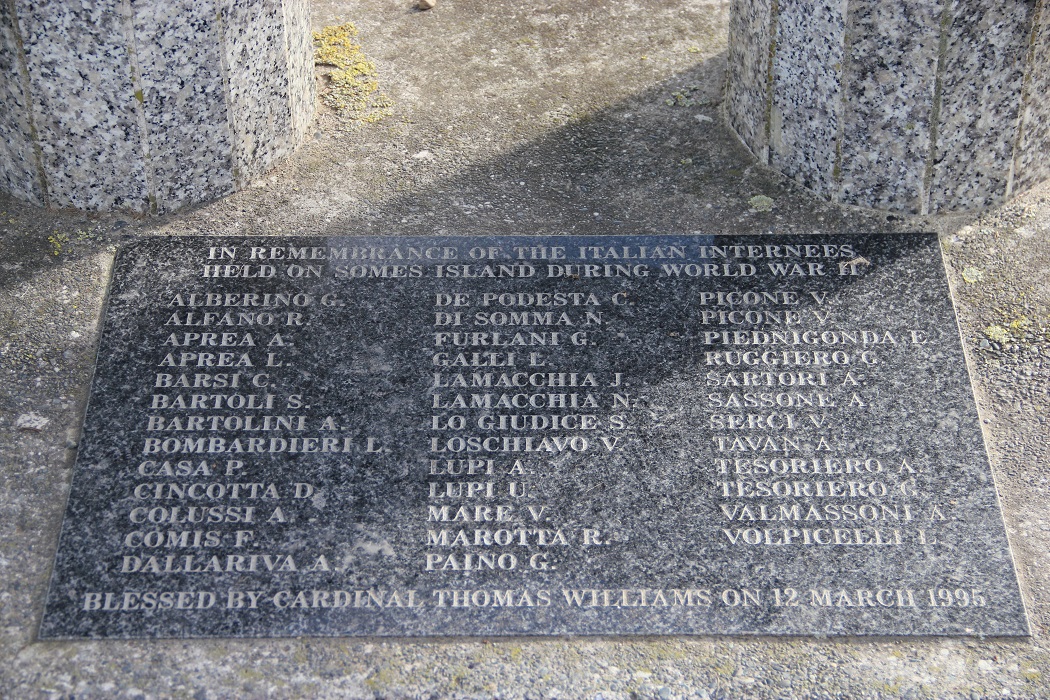 IN REMEMBRANCE OF THE ITALIAN INTERNEES
HELD ON SOMES ISLAND DURING WORLD WAR II
ALBERINO G.
ALFANO R.
APREA A.
APREA L.
BARSI C.
BARTOLI S.
BARTOLINI A.
BOMBARDIERI L.
CASA P.
CINCOTTA D.
COLUSSI A.
COMIS F.
DALLARIVA A.
DE PODESTA C.
DI SOMMA N.
FURLANI G.
GALLI E.
LAMACCHIA J.
LAMACCHIA N.
LO GIUDICE S.
LOSCHIAVO V.
LUPI A.
LUPI U.
MARE V.
MAROTTA R.
PAINO G.
PICONE V.
PICONE V.
PIEDNIGONDA E.
RUGGIERO C.
SARTORI A.
SASSONE A.
SERCI V.
TAVAN A.
TESORIERO A.
TESORIERO G.
VALMASSONI A.
VOLPICELLI L.
BLESSED BY CARDINAL THOMAS WILLIAMS ON 12 MARCH 1995